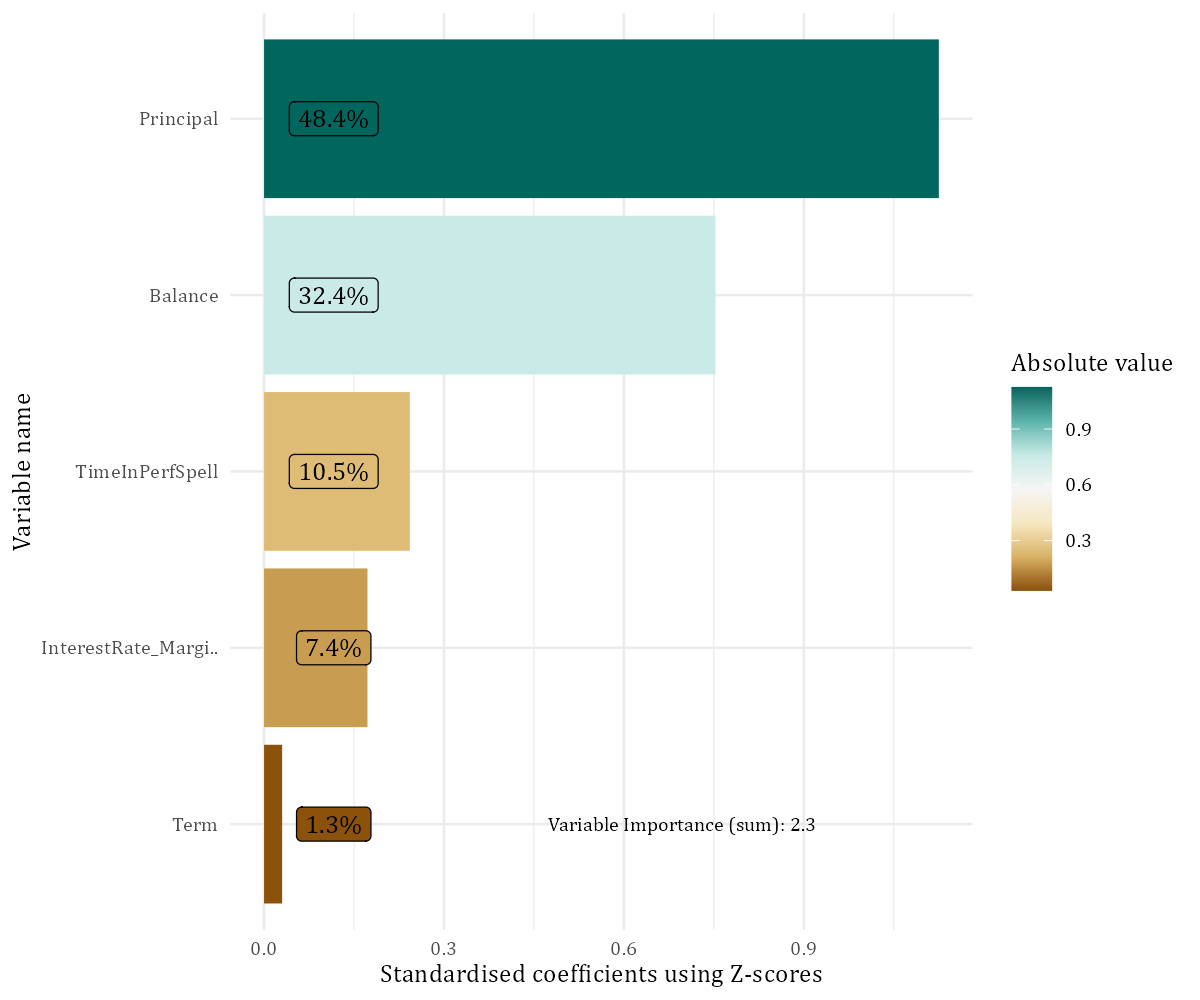 Principal
48.4%
Balance
32.4%
TimeInPerfSpell
10.5%
InterestRate_Margi..
7.4%
Term
1.3%
Variable Importance (sum): 2.3
0.0
0.3
0.6
0.9
Standardised coefficients using Z-scores
Variable name
Absolute value
0.9
0.6
0.3